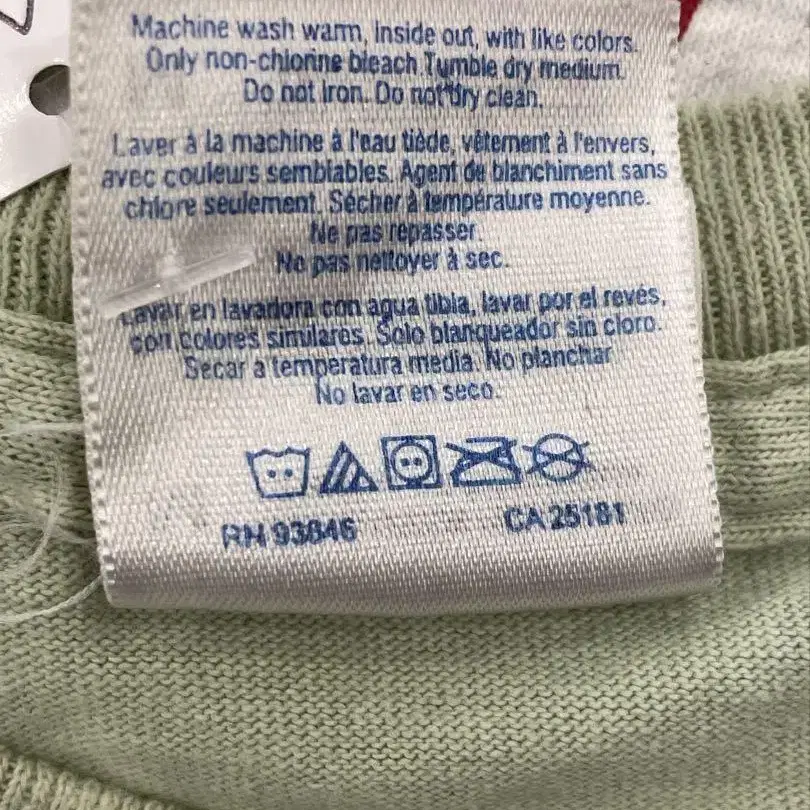 Machine wash warm, inside out, with like colors.
Only non-chlorine bleach. Tumble dry medium.
Do not Iron. Do not dry clean.
Laver à la machine à l'eau tiède, vêtement à l'envers,
avec couleurs semblables. Agent de blanchiment sans
chlore seulement. Sécher à température moyenne.
Ne pas repasser.
Ne pas nettoyer à sec.
Lavar en lavadora con agua tibia, lavar por el revés,
con colores similares. Solo blanqueador sin cloro.
Secar a temperatura media. No planchar
No lavar en seco.
RN 93846 CA 25181